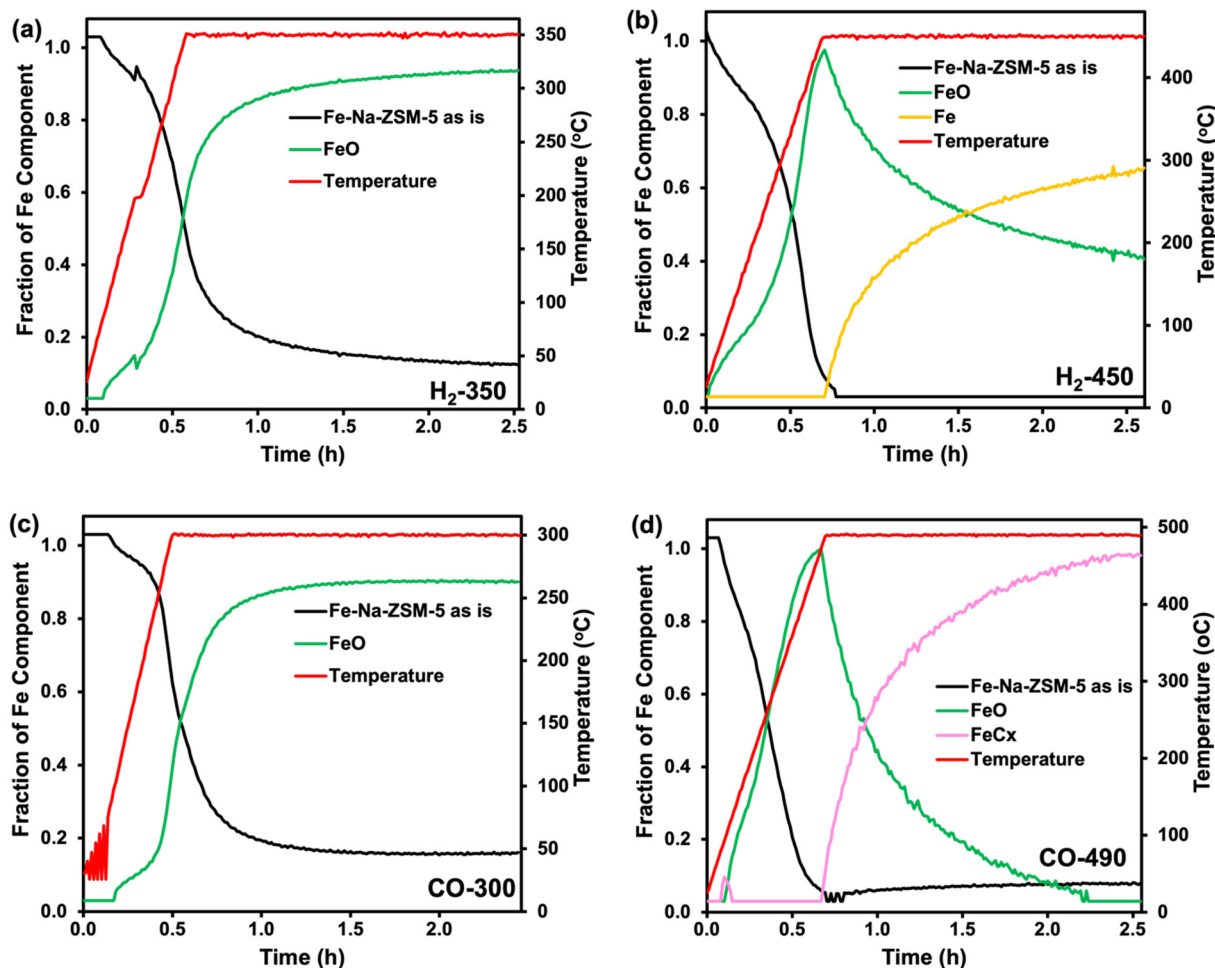 (a)
Fraction of Fe Component
1.0
0.8
0.6
0.4
0.2
0.0
Fe-Na-ZSM-5 as is
FeO
Temperature
H₂-350
350
300
250
200
150
100
50
0
Temperature (°C)
0.0 0.5 1.0 1.5 2.0 2.5
Time (h)
(b)
Fraction of Fe Component
1.0
0.8
0.6
0.4
0.2
0.0
Fe-Na-ZSM-5 as is
FeO
Fe
Temperature
H₂-450
400
300
200
100
0
Temperature (°C)
0.0 0.5 1.0 1.5 2.0 2.5
Time (h)
(c)
Fraction of Fe Component
1.0
0.8
0.6
0.4
0.2
0.0
Fe-Na-ZSM-5 as is
FeO
Temperature
CO-300
300
250
200
150
100
50
0
Temperature (°C)
0.0 0.5 1.0 1.5 2.0
Time (h)
(d)
Fraction of Fe Component
1.0
0.8
0.6
0.4
0.2
0.0
Fe-Na-ZSM-5 as is
FeO
FeCx
Temperature
CO-490
500
400
300
200
100
0
Temperature (oC)
0.0 0.5 1.0 1.5 2.0 2.5
Time (h)